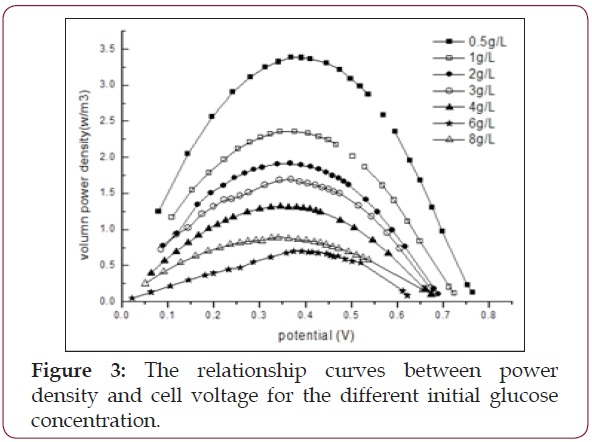 3.5
3.0
2.5
2.0
1.5
1.0
0.5
0.0
volumn power density(w/m3)
0.5g/L
1g/L
2g/L
3g/L
4g/L
6g/L
8g/L
0.0 0.1 0.2 0.3 0.4 0.5 0.6 0.7 0.8
potential (V)
Figure 3: The relationship curves between power
density and cell voltage for the different initial glucose
concentration.